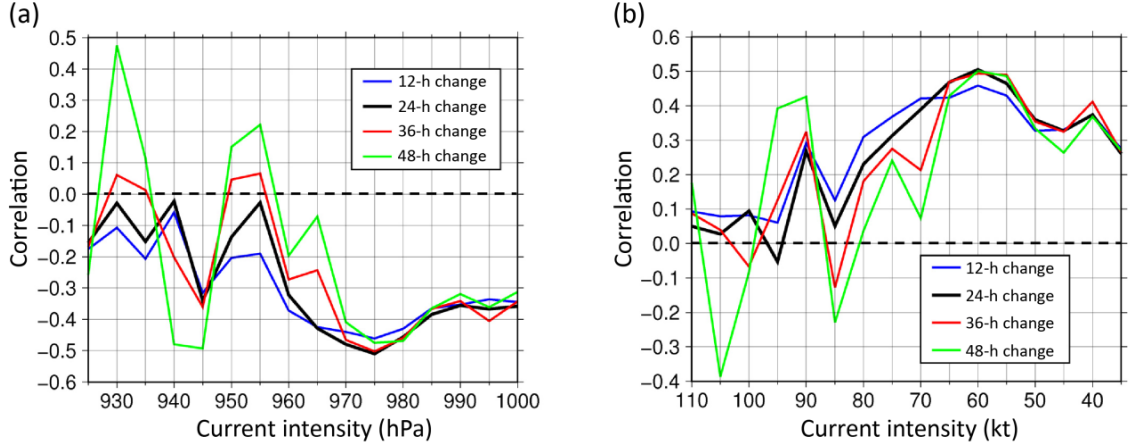 (a)
0.5
0.4
0.3
0.2
0.1
0.0
−0.1
−0.2
−0.3
−0.4
−0.5
−0.6
Correlation
12-h change
24-h change
36-h change
48-h change
930 940 950 960 970 980 990 1000
Current intensity (hPa)
(b)
0.6
0.5
0.4
0.3
0.2
0.1
0.0
−0.1
−0.2
−0.3
−0.4
Correlation
12-h change
24-h change
36-h change
48-h change
110 100 90 80 70 60 50 40
Current intensity (kt)